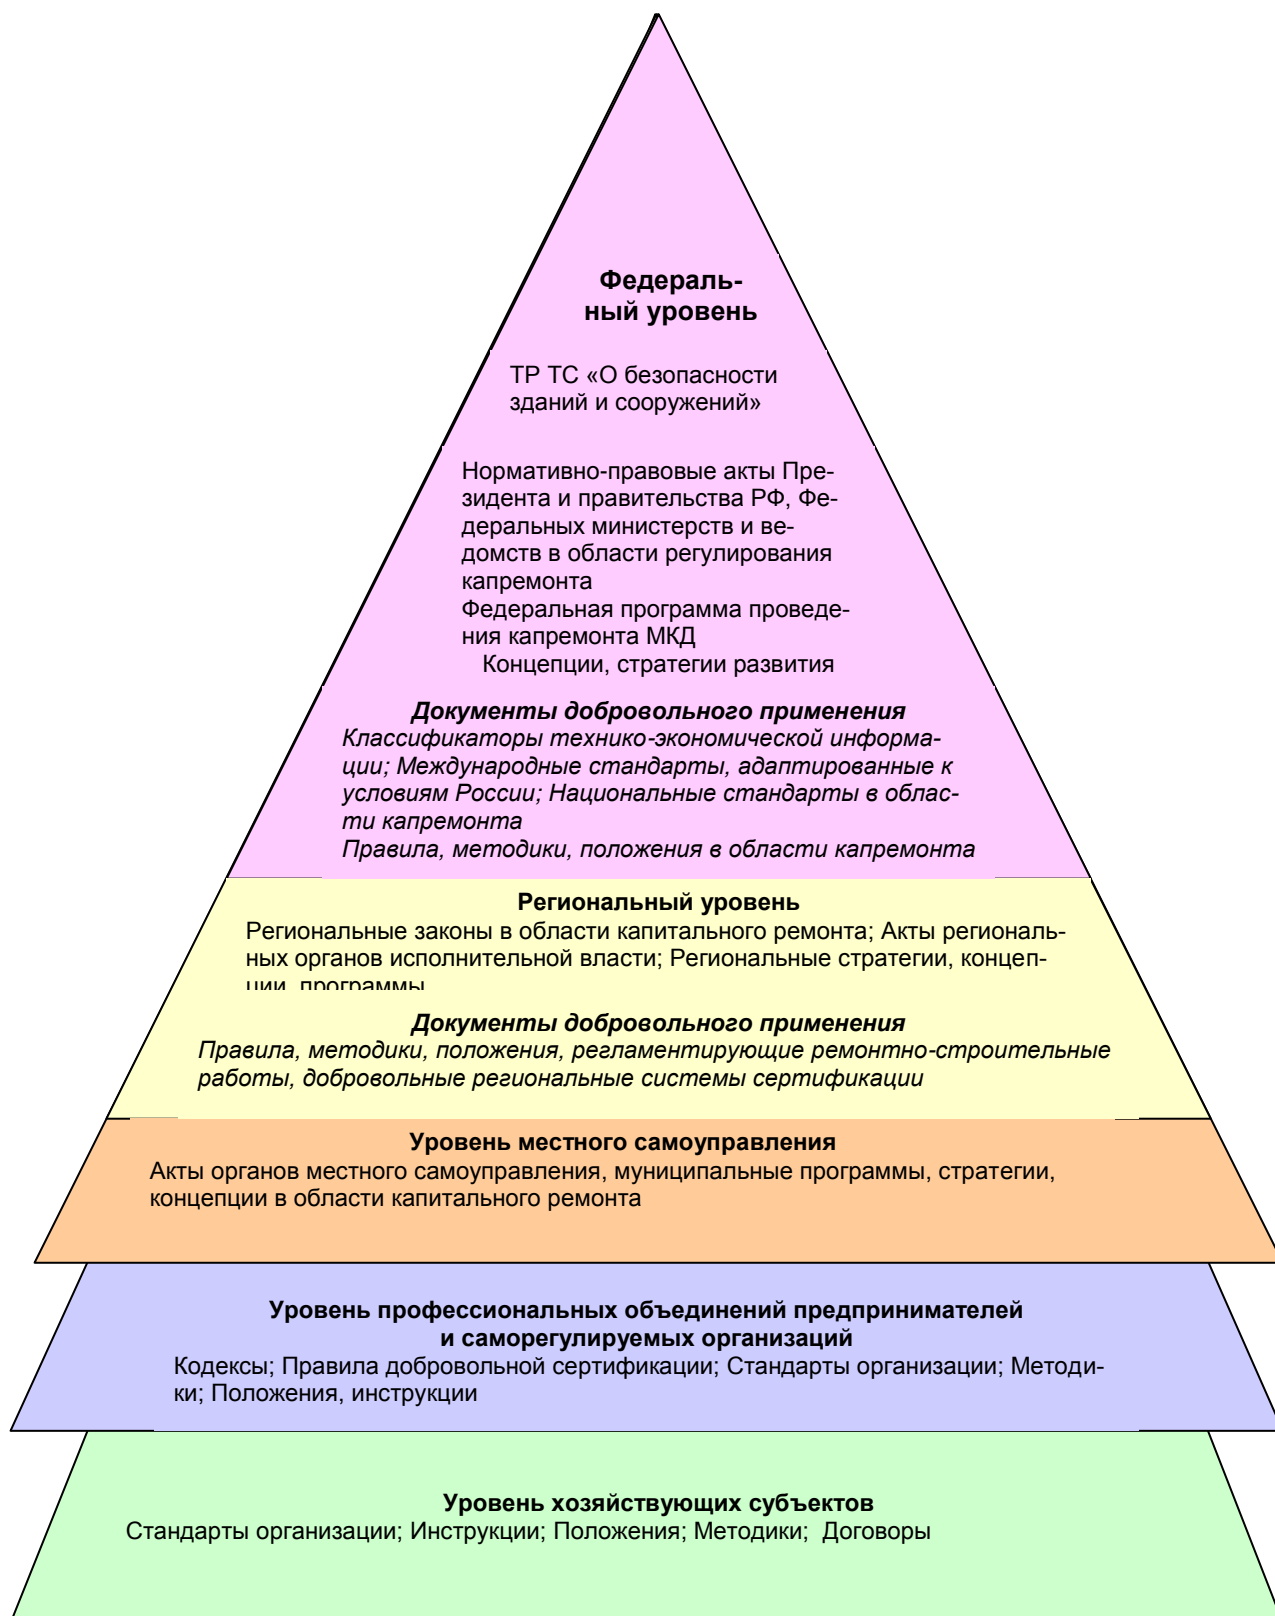 Федераль-
ный уровень
ТР ТС «О безопасности
зданий и сооружений»
Нормативно-правовые акты Пре-
зидента и правительства РФ, Фе-
деральных министерств и ве-
домств в области регулирования
капремонта
Федеральная программа проведе-
ния капремонта МКД
Концепции, стратегии развития
Документы добровольного применения
Классификаторы технико-экономической информа-
ции; Международные стандарты, адаптированные к
условиям России; Национальные стандарты в облас-
ти капремонта
Правила, методики, положения в области капремонта
Региональный уровень
Региональные законы в области капитального ремонта; Акты региональ-
ных органов исполнительной власти; Региональные стратегии, концеп-
ции, программы
Документы добровольного применения
Правила, методики, положения, регламентирующие ремонтно-строительные
работы, добровольные региональные системы сертификации
Уровень местного самоуправления
Акты органов местного самоуправления, муниципальные программы, стратегии,
концепции в области капитального ремонта
Уровень профессиональных объединений предпринимателей
и саморегулируемых организаций
Кодексы; Правила добровольной сертификации; Стандарты организации; Методи-
ки; Положения, инструкции
Уровень хозяйствующих субъектов
Стандарты организации; Инструкции; Положения; Методики; Договоры